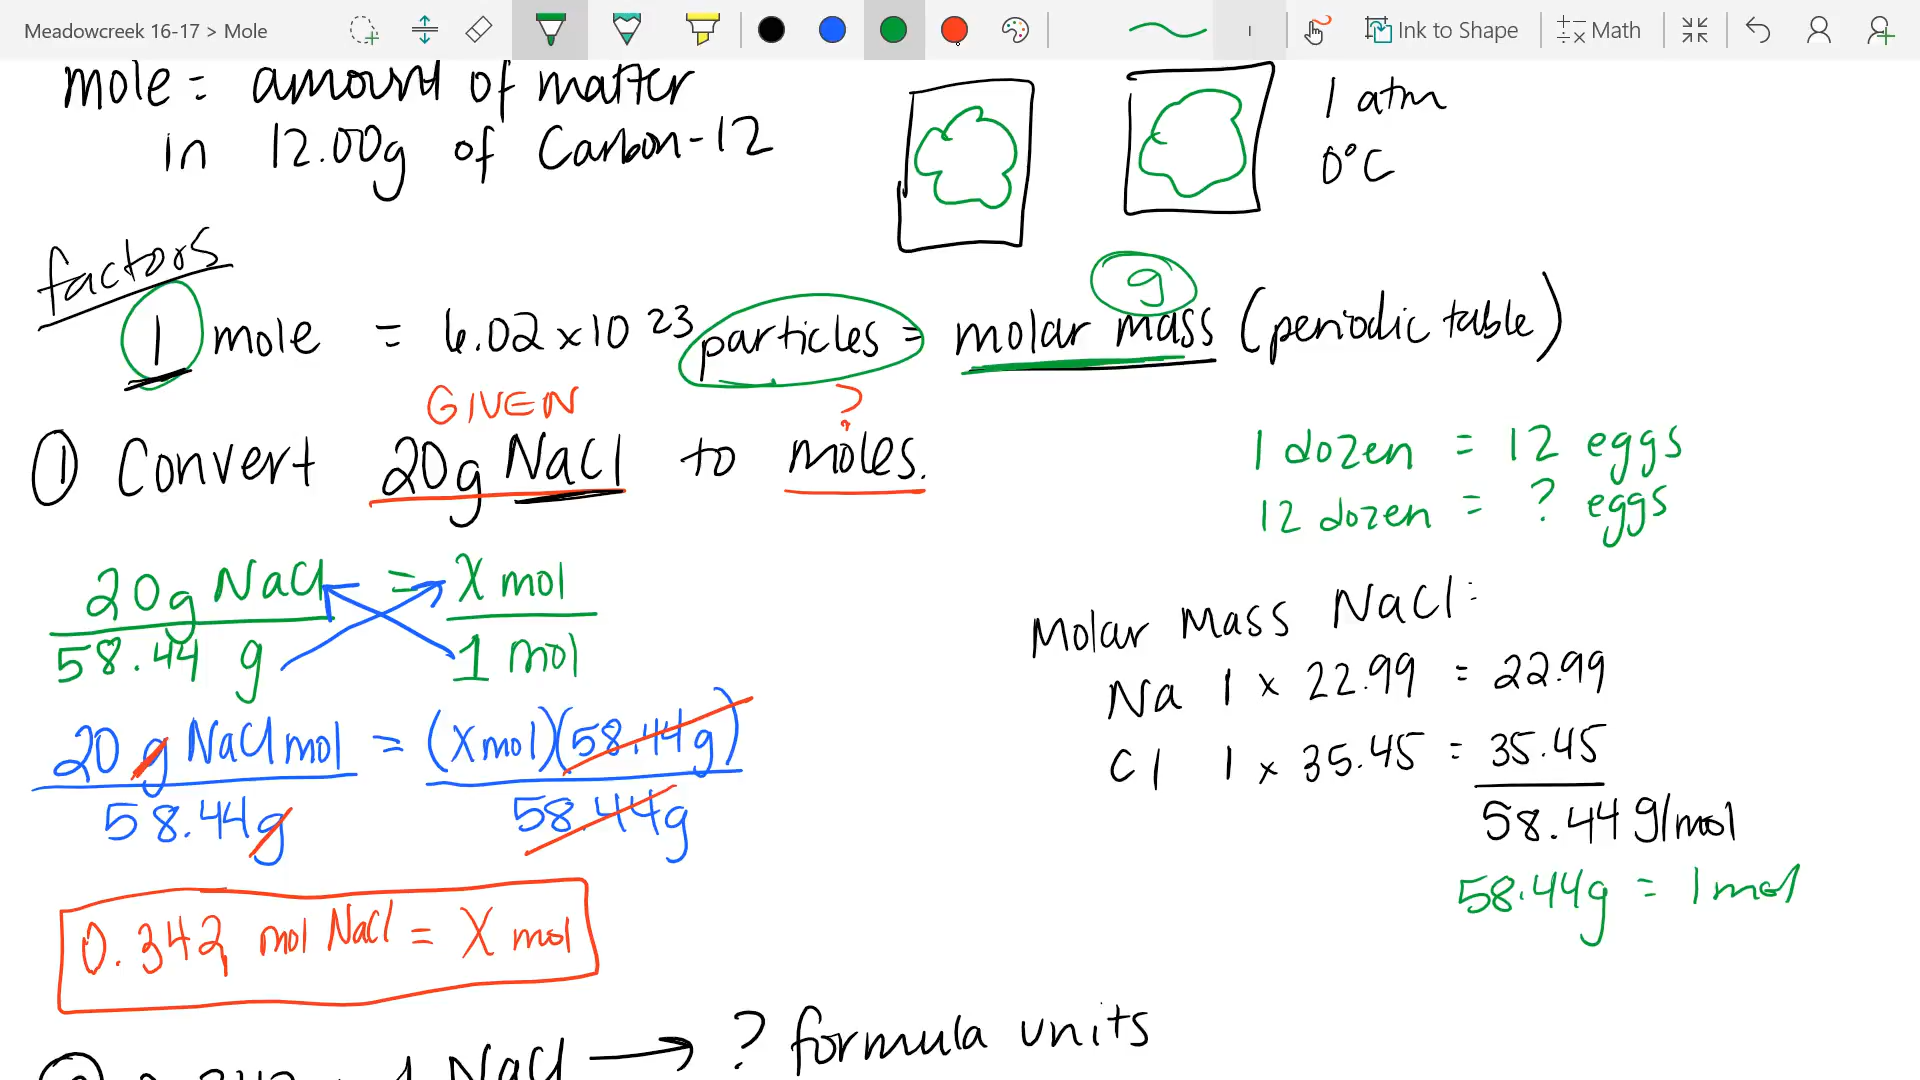 Meadowcreek 16-17 > Mole
Ink to Shape
Math
mole = amount of matter
in 12.00g of Carbon-12
1 atm
0°C
factors
g
1 mole = 6.02 x 10 23 particles = molar mass (periodic table)
GIVEN ?
① Convert 20g NaCl to moles.
1 dozen = 12 eggs
12 dozen = ? eggs
20g NaCl = X mol
58.44 g 1 mol
20 g NaCl mol = (X mol)(58.44g)
58.44g 58.44g
0.342 mol NaCl = X mol
Molar Mass NaCl:
Na 1 x 22.99 = 22.99
Cl 1 x 35.45 = 35.45
58.44 g/mol
58.44g = 1 mol
NaCl → ? formula units